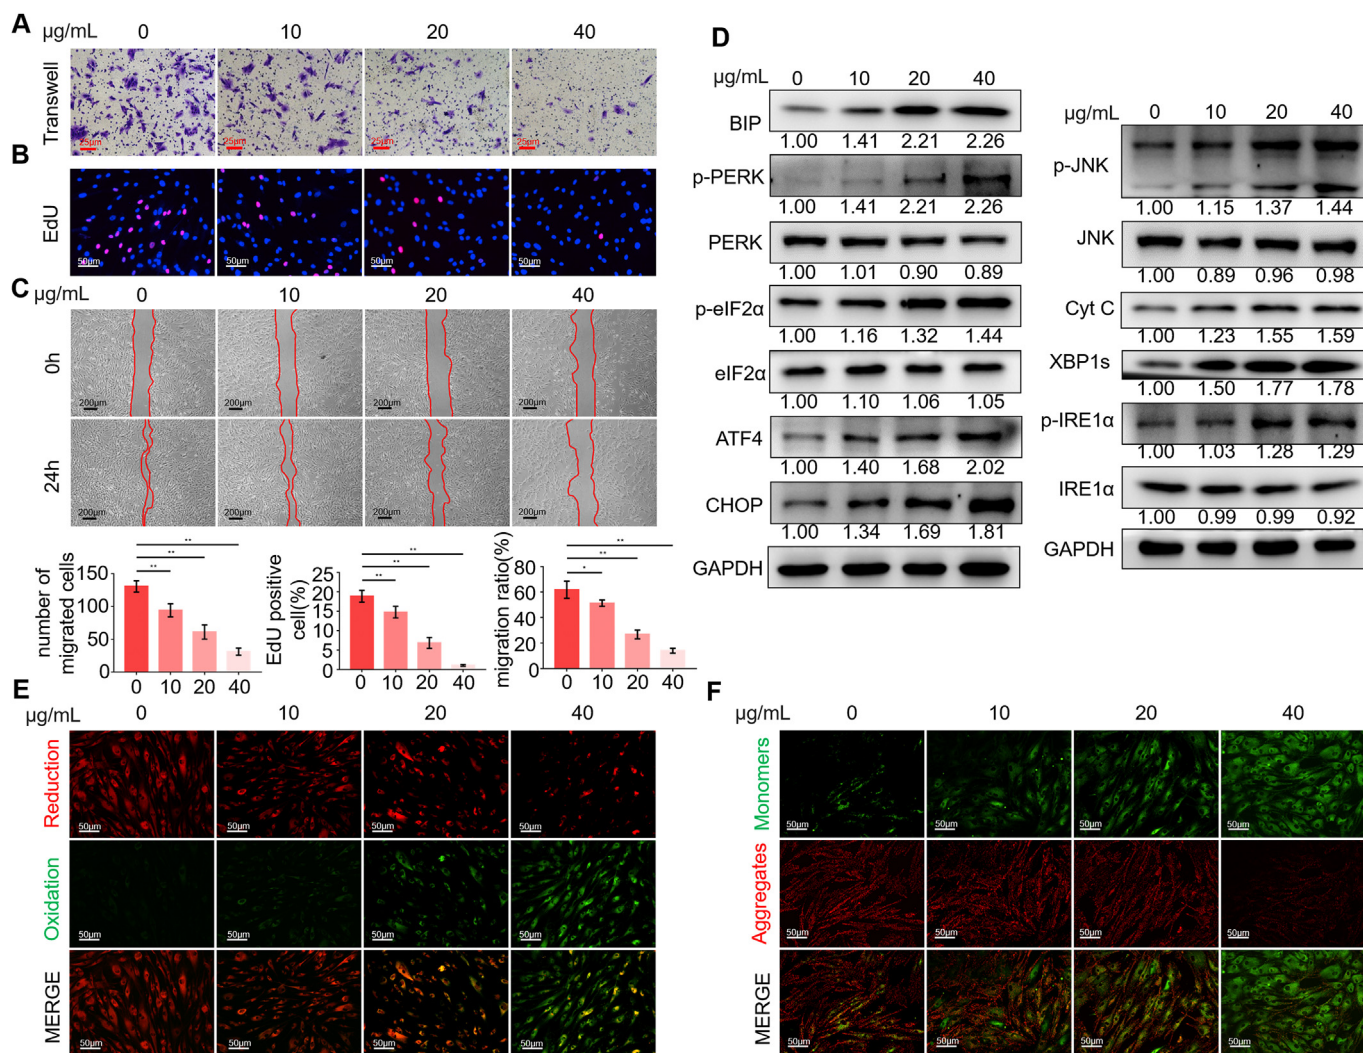 A
µg/mL 0 10 20 40
Transwell
25µm 25µm 25µm 25µm
B
EdU
50µm 50µm 50µm 50µm
C
µg/mL 0 10 20 40
0h
200µm 200µm 200µm 200µm
24h
200µm 200µm 200µm 200µm
number of
migrated cells
150
100
50
0
** ** **
0 10 20 40
EdU positive
cell(%)
25
20
15
10
5
0
** ** **
0 10 20 40
migration ratio(%)
80
60
40
20
0
** ** *
0 10 20 40
D
µg/mL 0 10 20 40
BIP
1.00 1.41 2.21 2.26
p-PERK
1.00 1.41 2.21 2.26
PERK
1.00 1.01 0.90 0.89
p-eIF2α
1.00 1.16 1.32 1.44
eIF2α
1.00 1.10 1.06 1.05
ATF4
1.00 1.40 1.68 2.02
CHOP
1.00 1.34 1.69 1.81
GAPDH
µg/mL 0 10 20 40
p-JNK
1.00 1.15 1.37 1.44
JNK
1.00 0.89 0.96 0.98
Cyt C
1.00 1.23 1.55 1.59
XBP1s
1.00 1.50 1.77 1.78
p-IRE1α
1.00 1.03 1.28 1.29
IRE1α
1.00 0.99 0.99 0.92
GAPDH
E
µg/mL 0 10 20 40
Reduction
50µm 50µm 50µm 50µm
Oxidation
50µm 50µm 50µm 50µm
MERGE
50µm 50µm 50µm 50µm
F
µg/mL 0 10 20 40
Monomers
50µm 50µm 50µm 50µm
Aggregates
50µm 50µm 50µm 50µm
MERGE
50µm 50µm 50µm 50µm